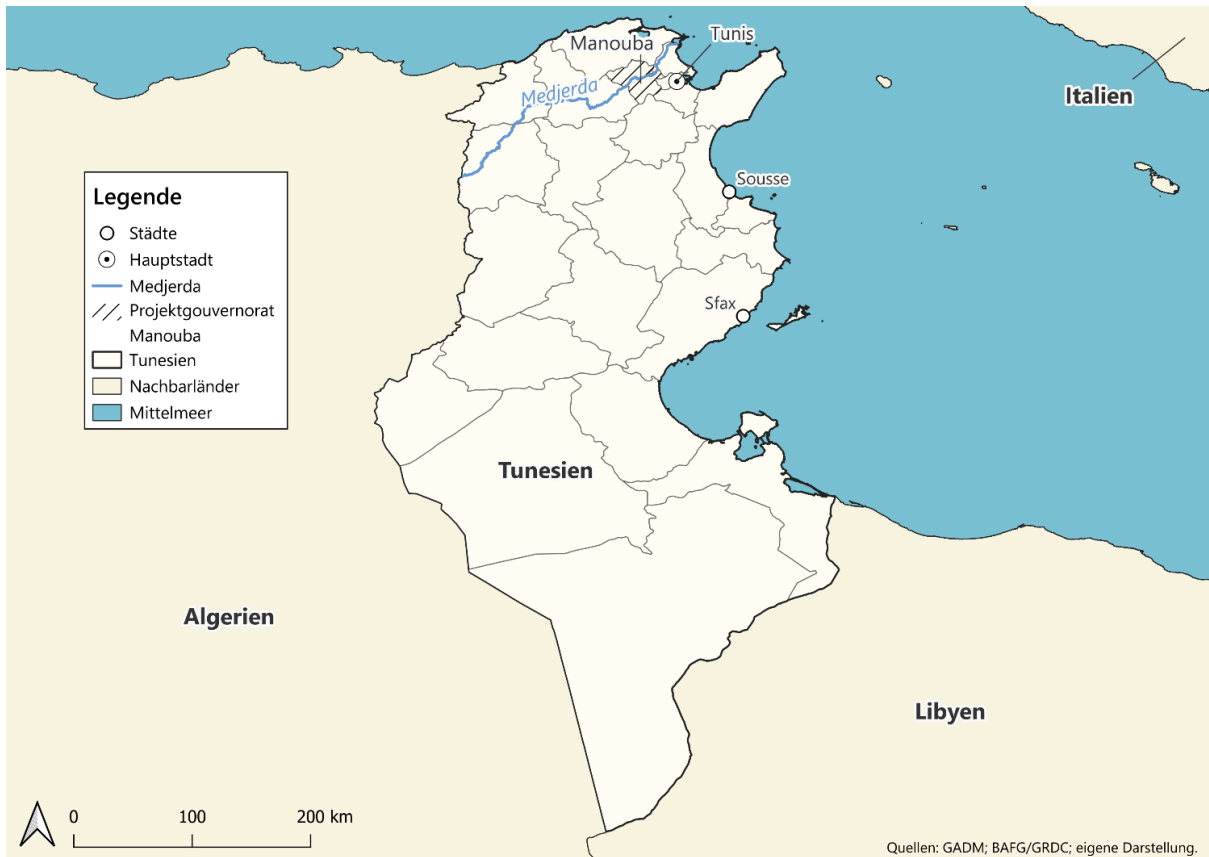 Manouba
Tunis
Medjerda
Italien
Sousse
Legende
Städte
Hauptstadt
Medjerda
Projektgouvernorat
Manouba
Tunesien
Nachbarländer
Mittelmeer
Sfax
Tunesien
Algerien
Libyen
0 100 200 km
Quellen: GADM; BAFG/GRDC; eigene Darstellung.